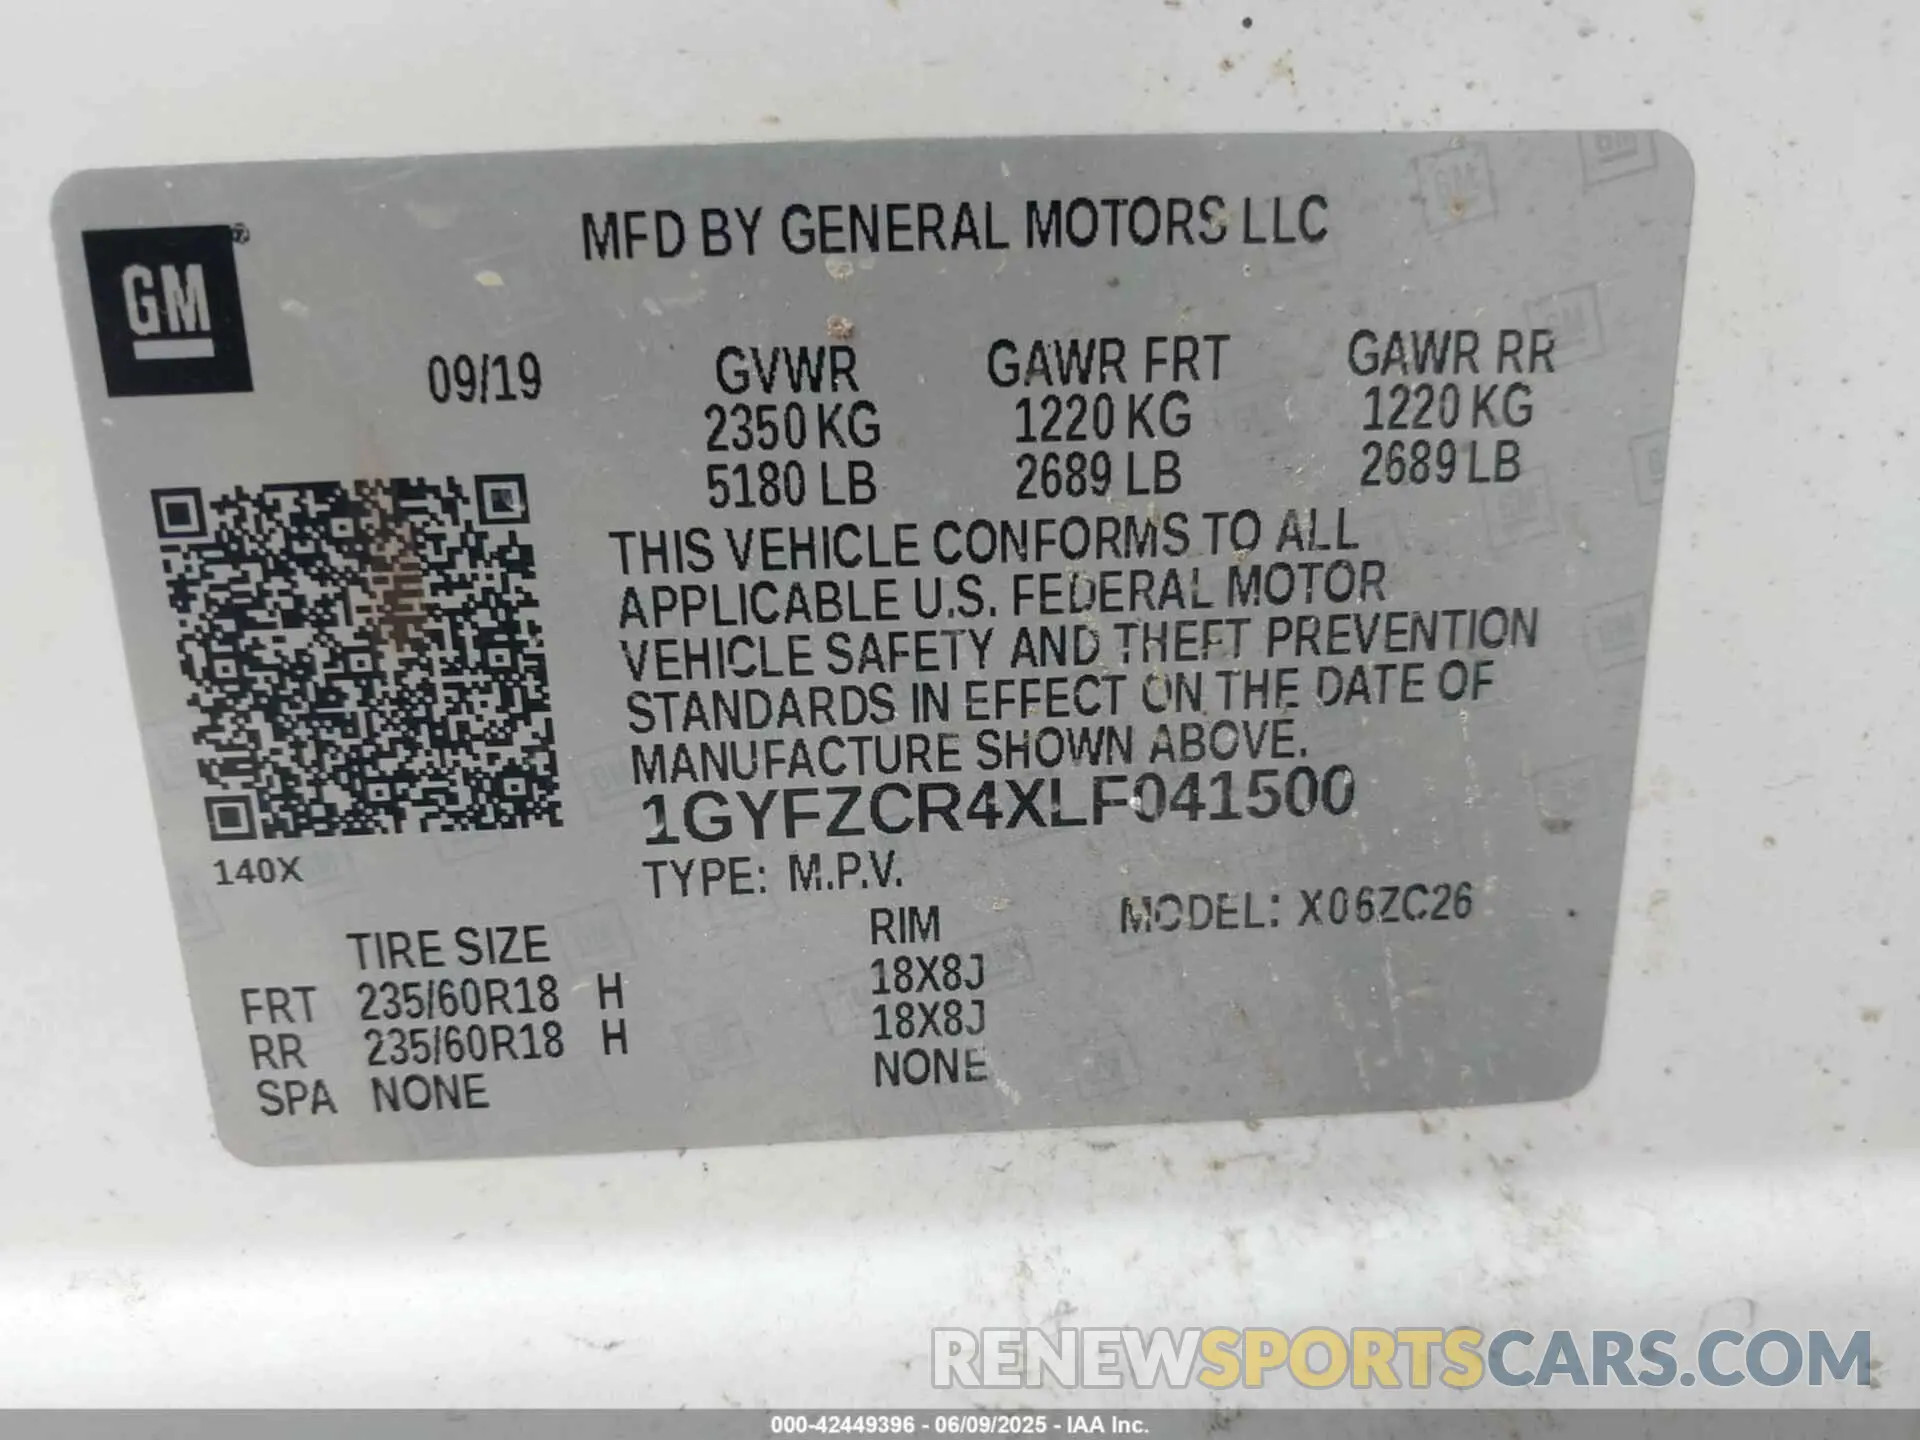 MFD BY GENERAL MOTORS LLC
GM ®
09/19 GVWR GAWR FRT GAWR RR
2350 KG 1220 KG 1220 KG
5180 LB 2689 LB 2689 LB
THIS VEHICLE CONFORMS TO ALL
APPLICABLE U.S. FEDERAL MOTOR
VEHICLE SAFETY AND THEFT PREVENTION
STANDARDS IN EFFECT ON THE DATE OF
MANUFACTURE SHOWN ABOVE.
1GYFZCR4XLF041500
140X
TYPE: M.P.V.
MODEL: X06ZC26
TIRE SIZE RIM
FRT 235/60R18 H 18X8J
RR 235/60R18 H 18X8J
SPA NONE NONE
RENEWSPORTSCARS.COM
000-42449396 - 06/09/2025 - IAA Inc.